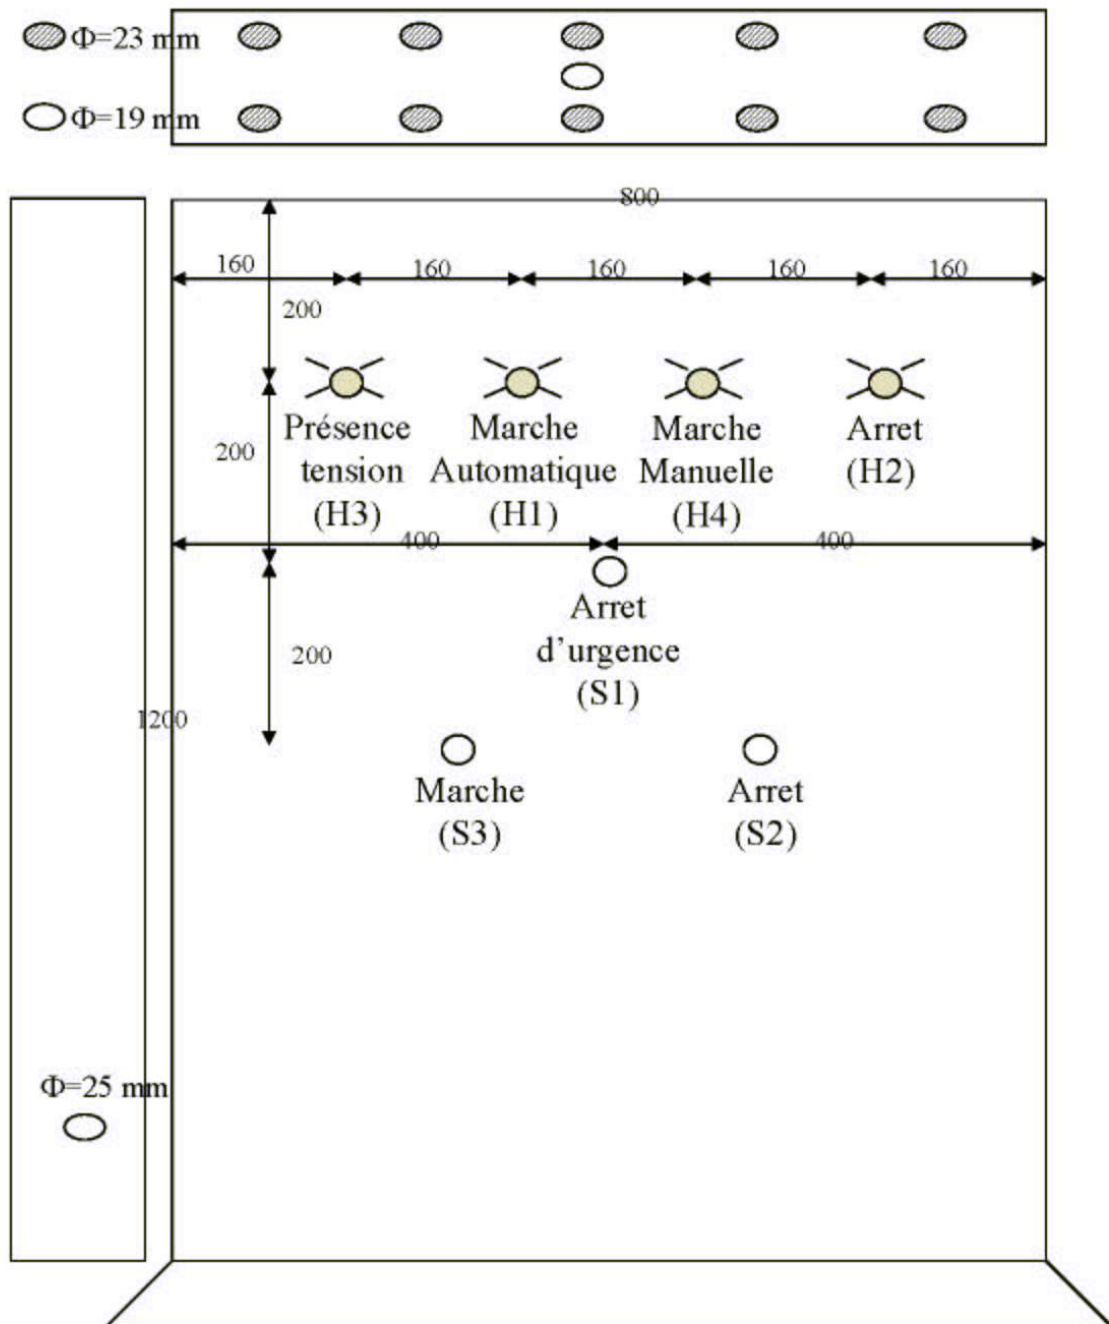 Φ=23 mm
Φ=19 mm
800
160
160
160
160
160
200
Présence
tension
(H3)
Marche
Automatique
(H1)
Marche
Manuelle
(H4)
Arret
(H2)
200
400
400
Arret
d'urgence
(S1)
200
1200
Marche
(S3)
Arret
(S2)
Φ=25 mm